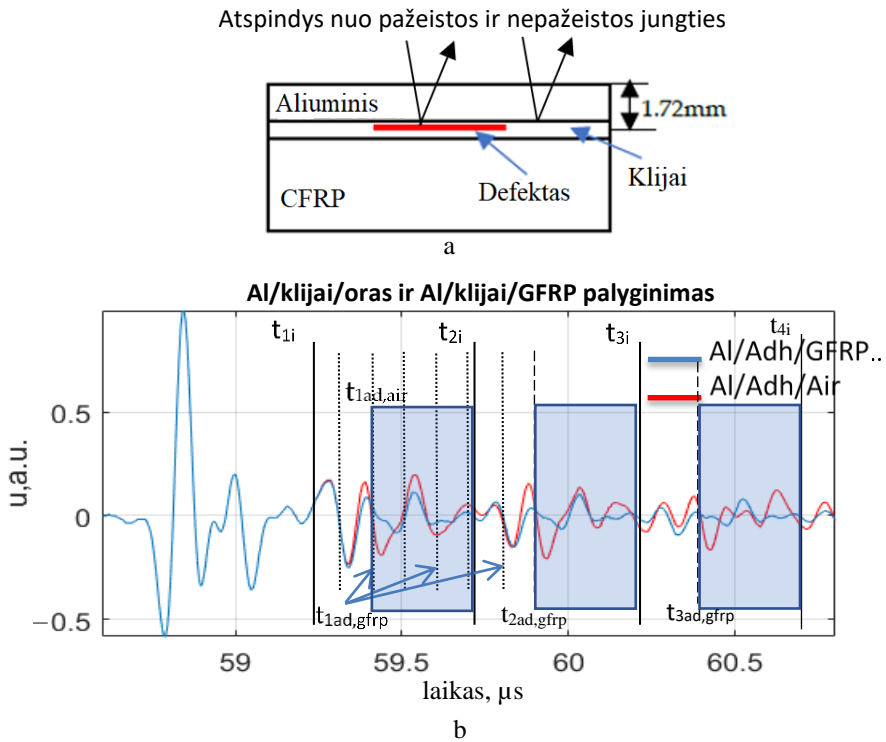 Atspindys nuo pažeistos ir nepažeistos jungties
Aliuminis
1.72mm
Klijai
Defektas
CFRP
a
Al/klijai/oras ir Al/klijai/GFRP palyginimas
t1i
t2i
t3i
t4i
Al/Adh/GFRP..
Al/Adh/Air
t1ad,air
0.5
0
−0.5
u,a.u.
t1ad,gfrp
t2ad,gfrp
t3ad,gfrp
59
59.5
60
60.5
laikas, µs
b